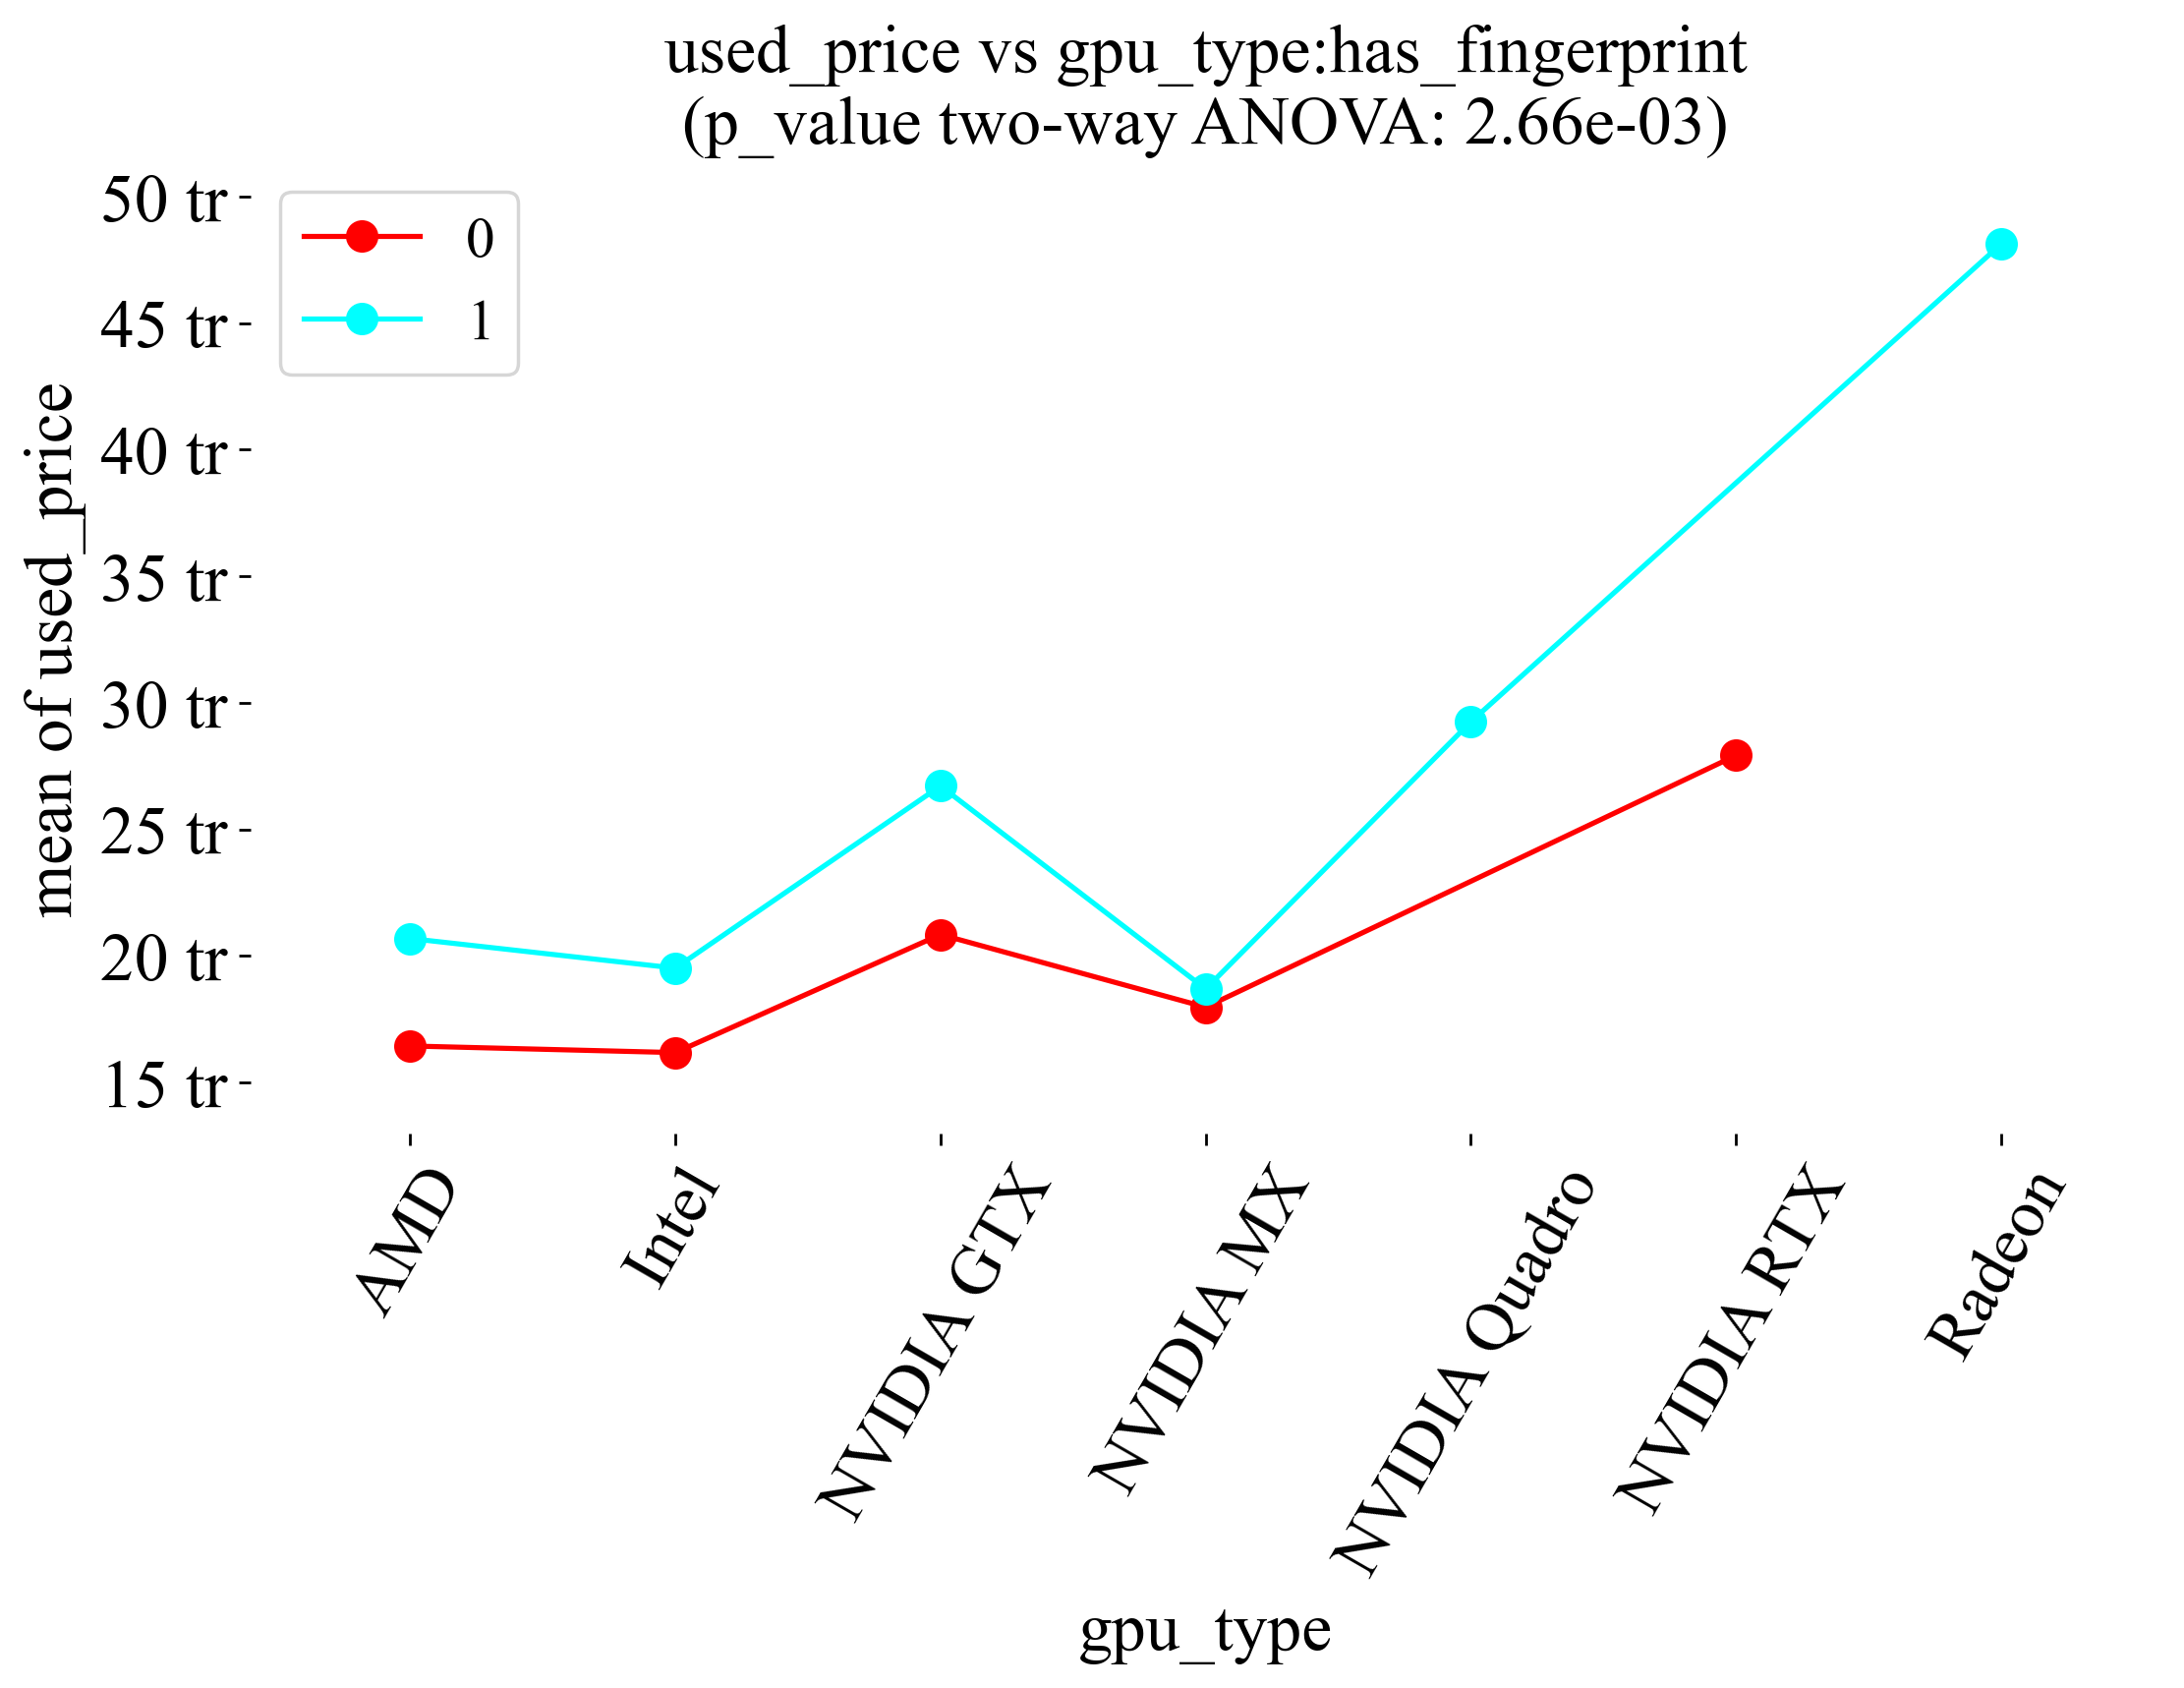 used_price vs gpu_type:has_fingerprint
(p_value two-way ANOVA: 2.66e-03)
0
1
50 tr
45 tr
40 tr
35 tr
30 tr
25 tr
20 tr
15 tr
mean of used_price
AMD
Intel
NVIDIA GTX
NVIDIA MX
NVIDIA Quadro
NVIDIA RTX
Radeon
gpu_type